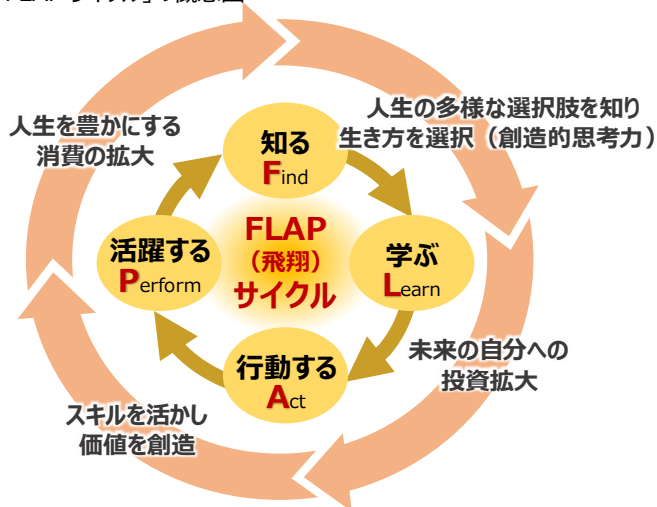 人生の多様な選択肢を知り
生き方を選択（創造的思考力）
人生を豊かにする
消費の拡大
知る
Find
FLAP
（飛翔）
サイクル
活躍する
Perform
学ぶ
Learn
行動する
Act
未来の自分への
投資拡大
スキルを活かし
価値を創造